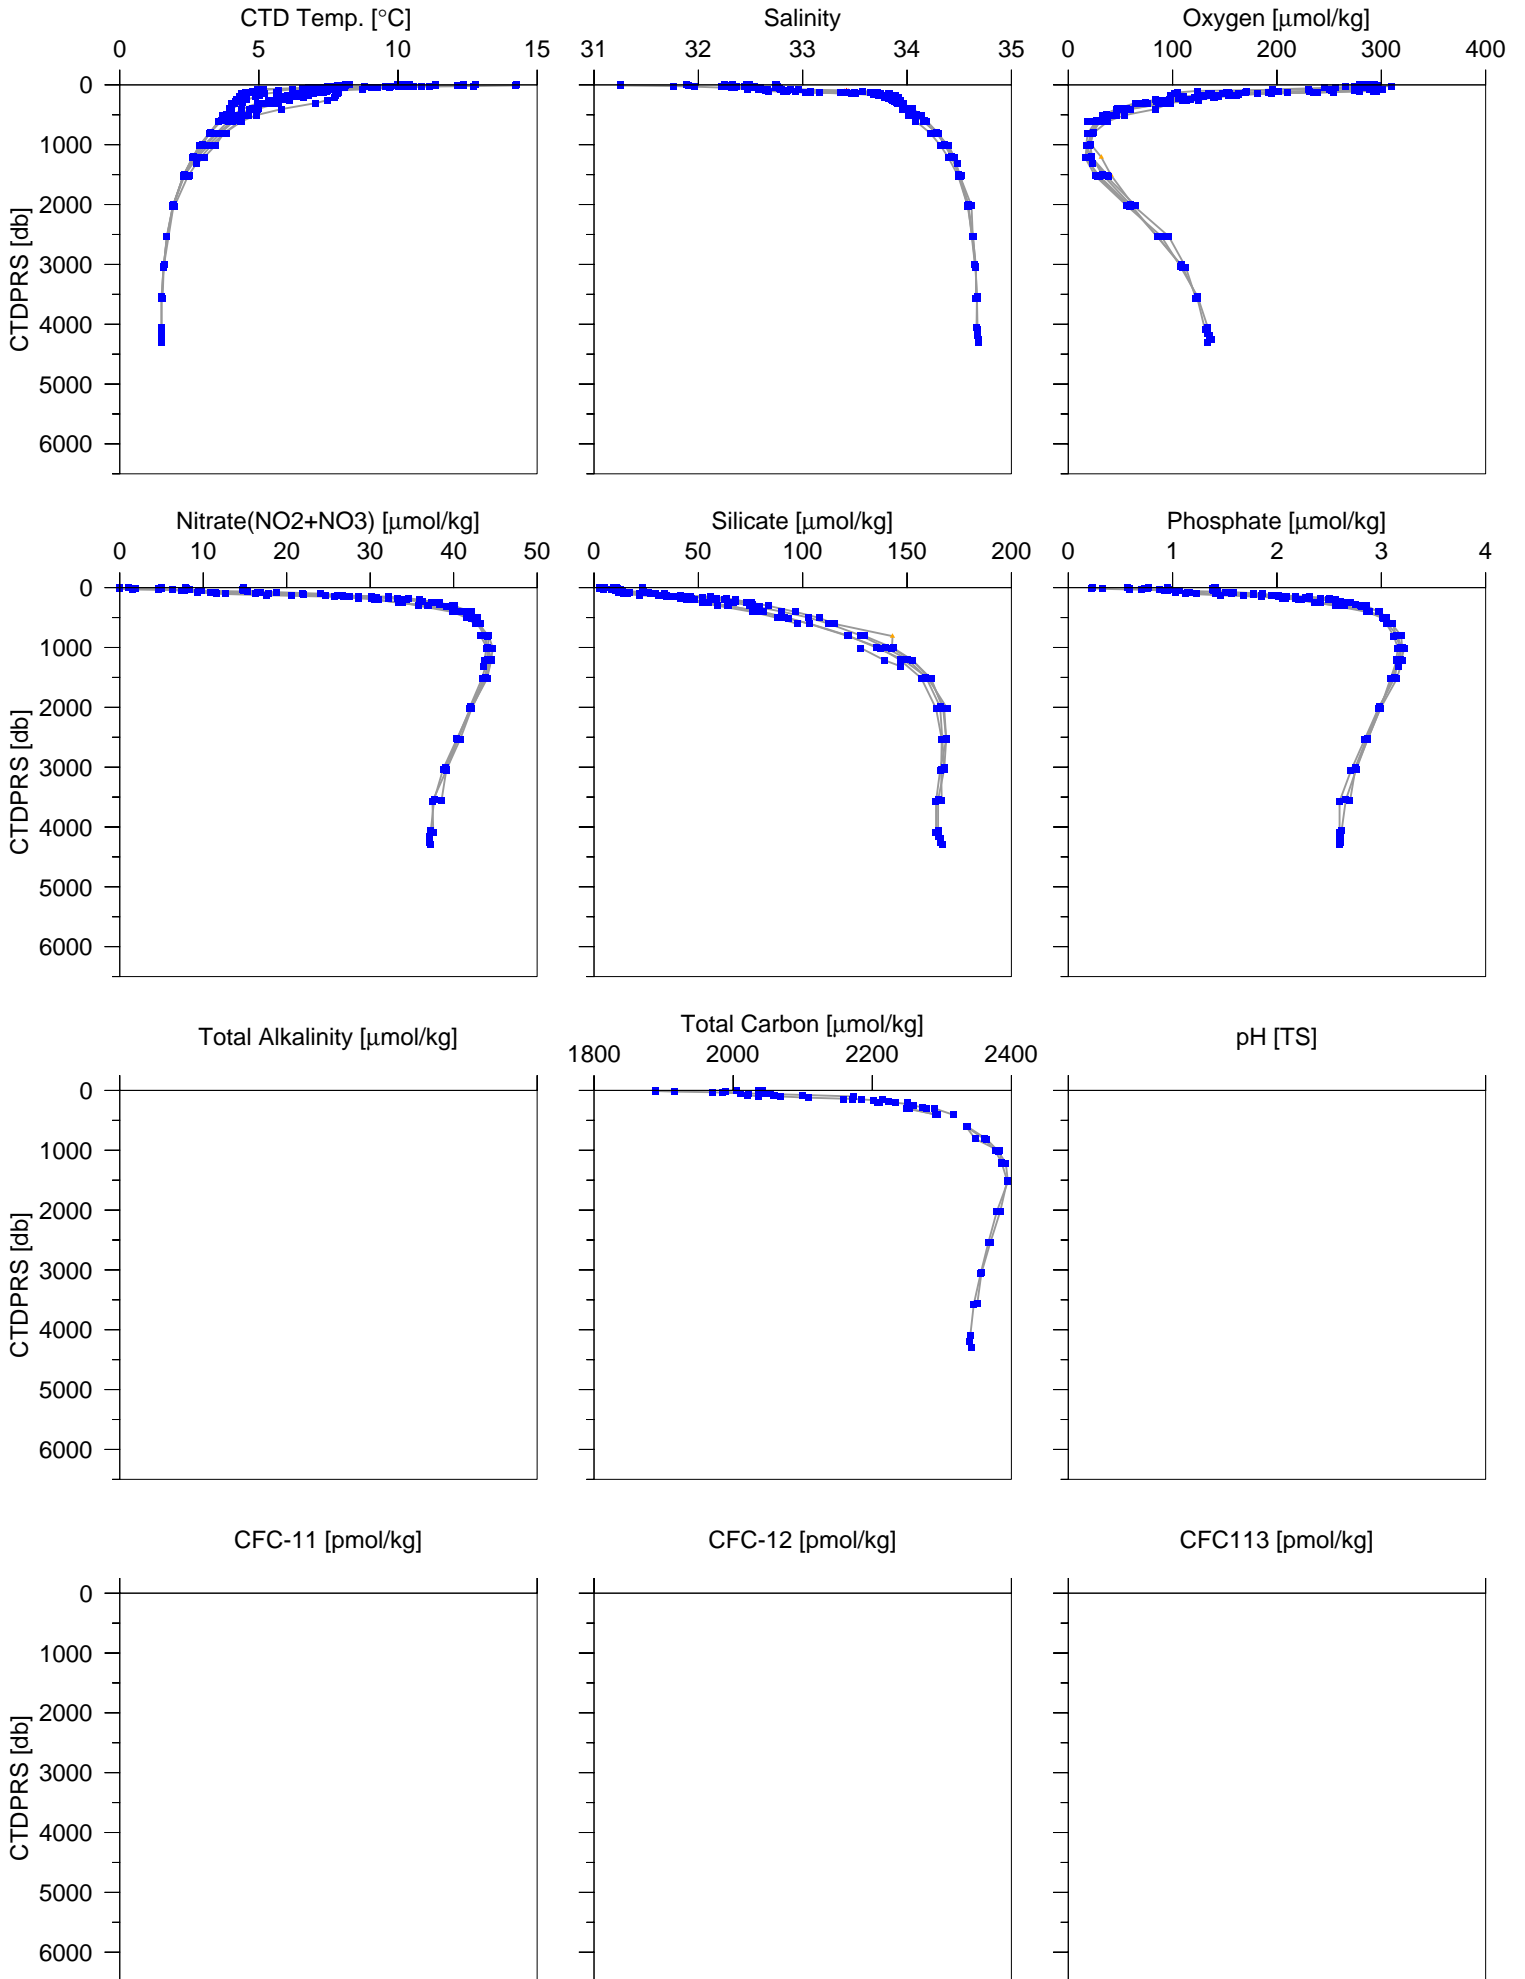 CTD Temp. [°C] Salinity Oxygen [µmol/kg]
0 5 10 15 31 32 33 34 35 0 100 200 300 400
0
1000
2000
3000
4000
5000
6000
CTDPRS [db]
Nitrate(NO2+NO3) [µmol/kg] Silicate [µmol/kg] Phosphate [µmol/kg]
0 10 20 30 40 50 0 50 100 150 200 0 1 2 3 4
0
1000
2000
3000
4000
5000
6000
CTDPRS [db]
Total Alkalinity [µmol/kg] Total Carbon [µmol/kg] pH [TS]
1800 2000 2200 2400
0
1000
2000
3000
4000
5000
6000
CTDPRS [db]
CFC-11 [pmol/kg] CFC-12 [pmol/kg] CFC113 [pmol/kg]
0
1000
2000
3000
4000
5000
6000
CTDPRS [db]